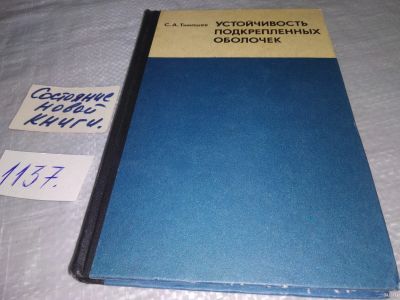 С. А. Тимашев
УСТОЙЧИВОСТЬ
ПОДКРЕПЛЕННЫХ
ОБОЛОЧЕК
Состояние
новой
книги.
1137.